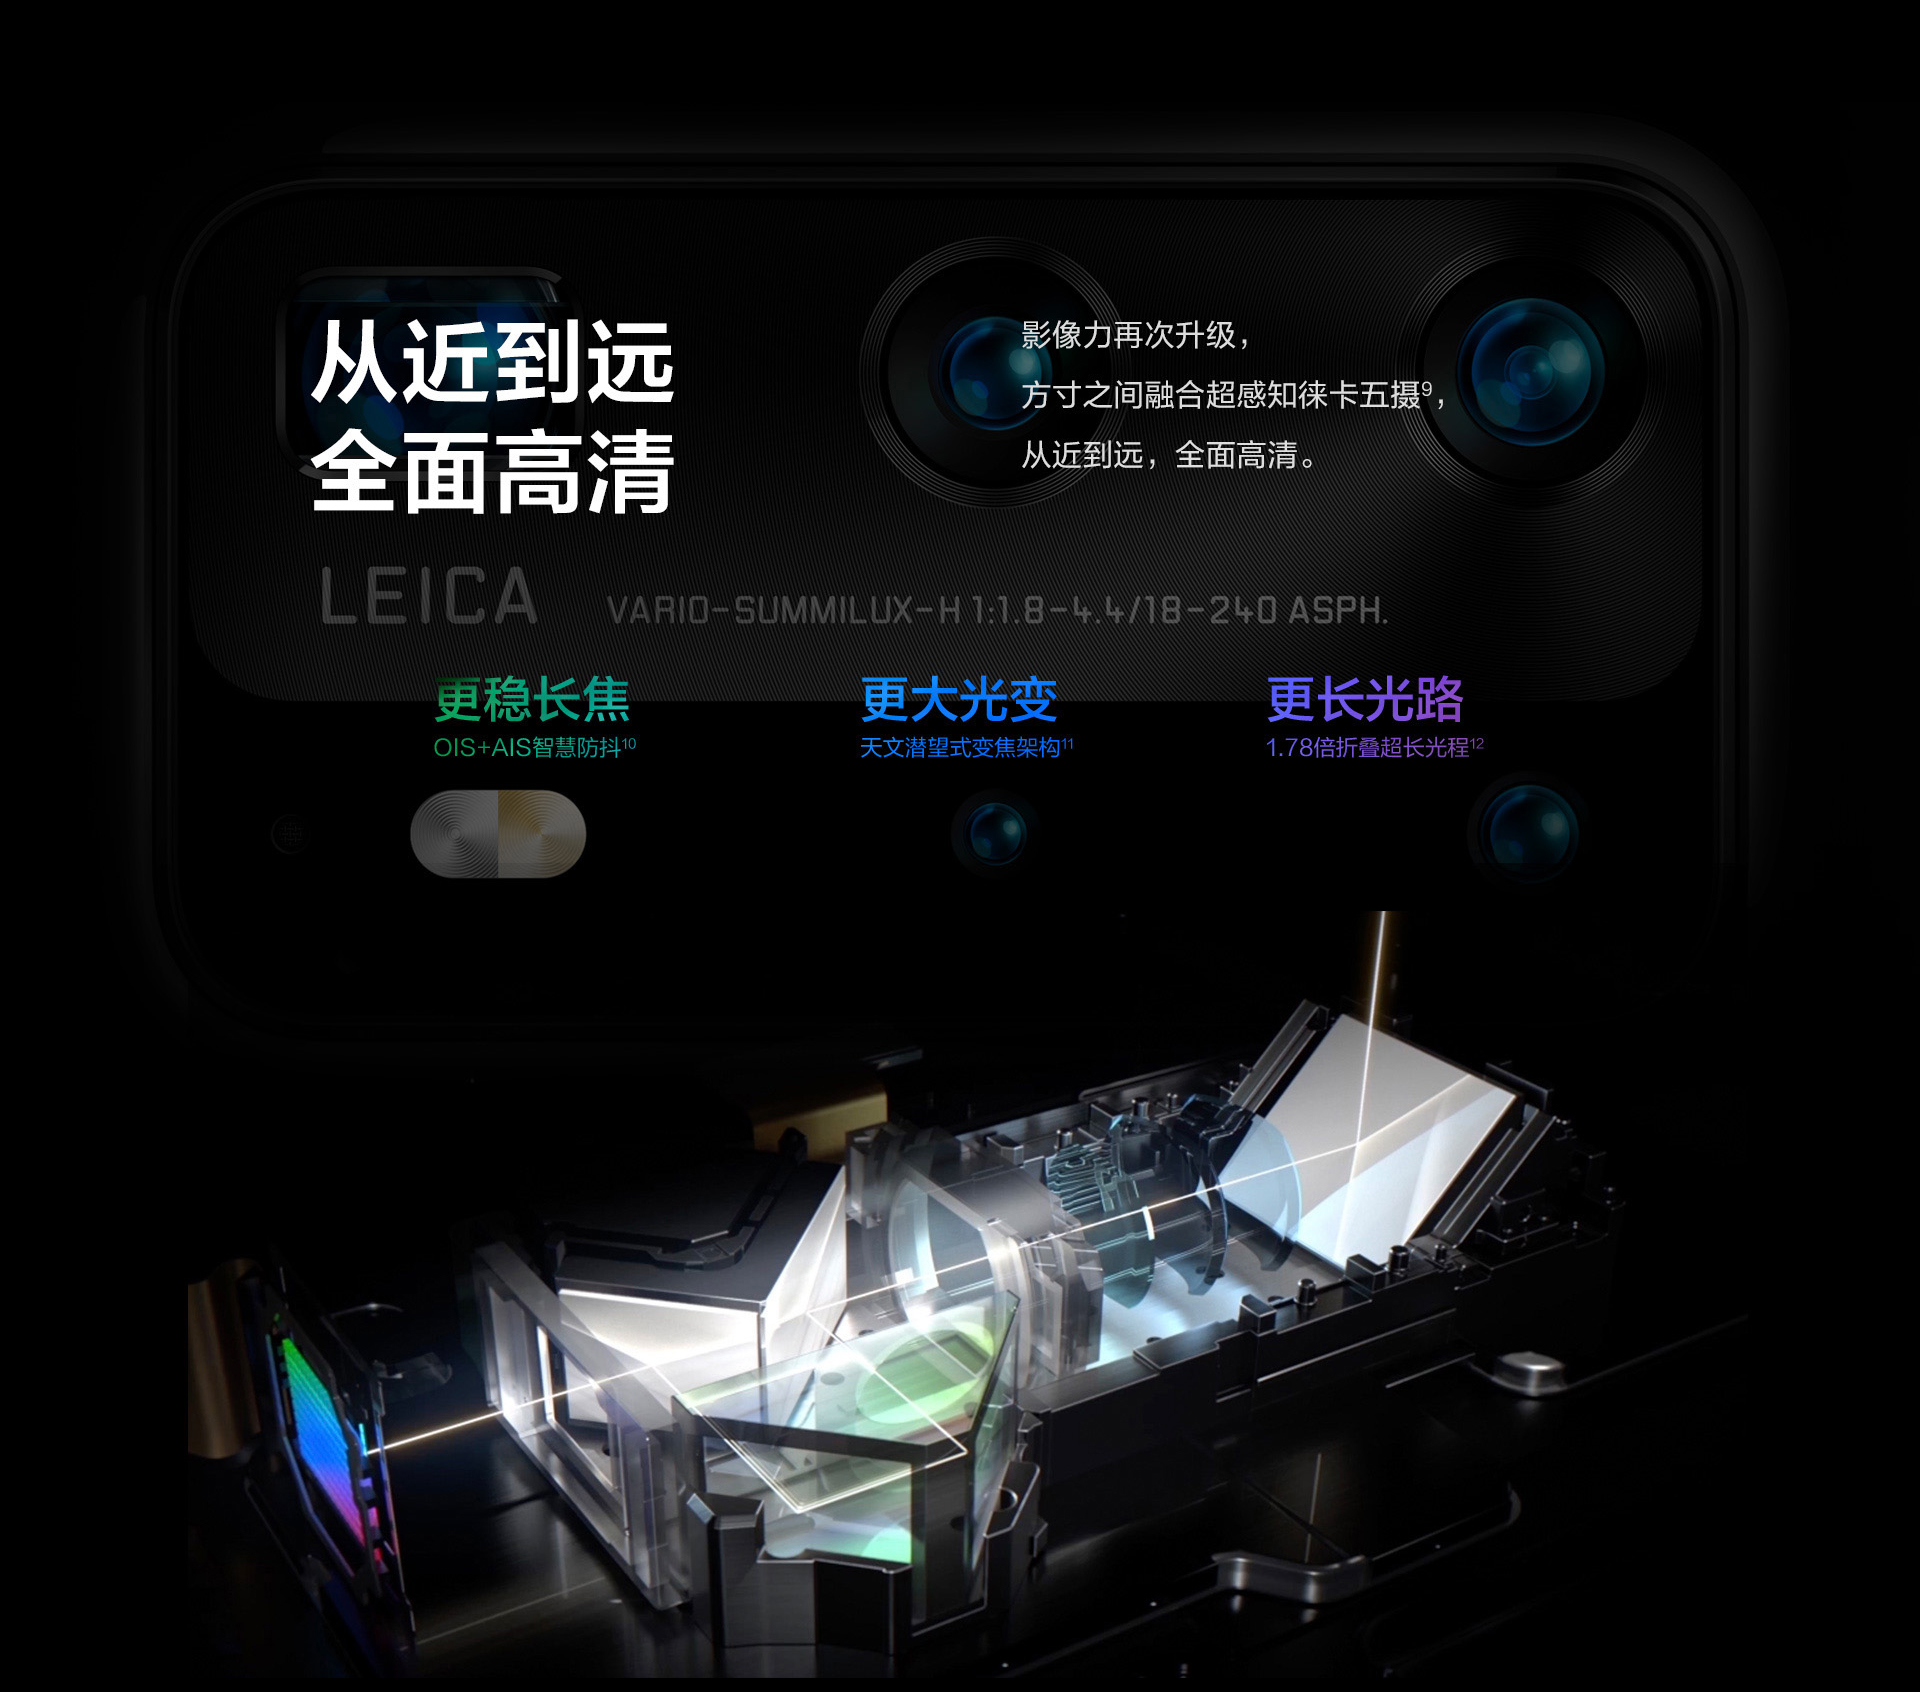 从近到远
全面高清
影像力再次升级，
方寸之间融合超感知徕卡五摄9，
从近到远，全面高清。
LEICA VARIO-SUMMILUX-H 1:1.8-4.4/18-240 ASPH.
更稳长焦
OIS+AIS智慧防抖10
更大光变
天文潜望式变焦架构11
更长光路
1.78倍折叠超长光程12